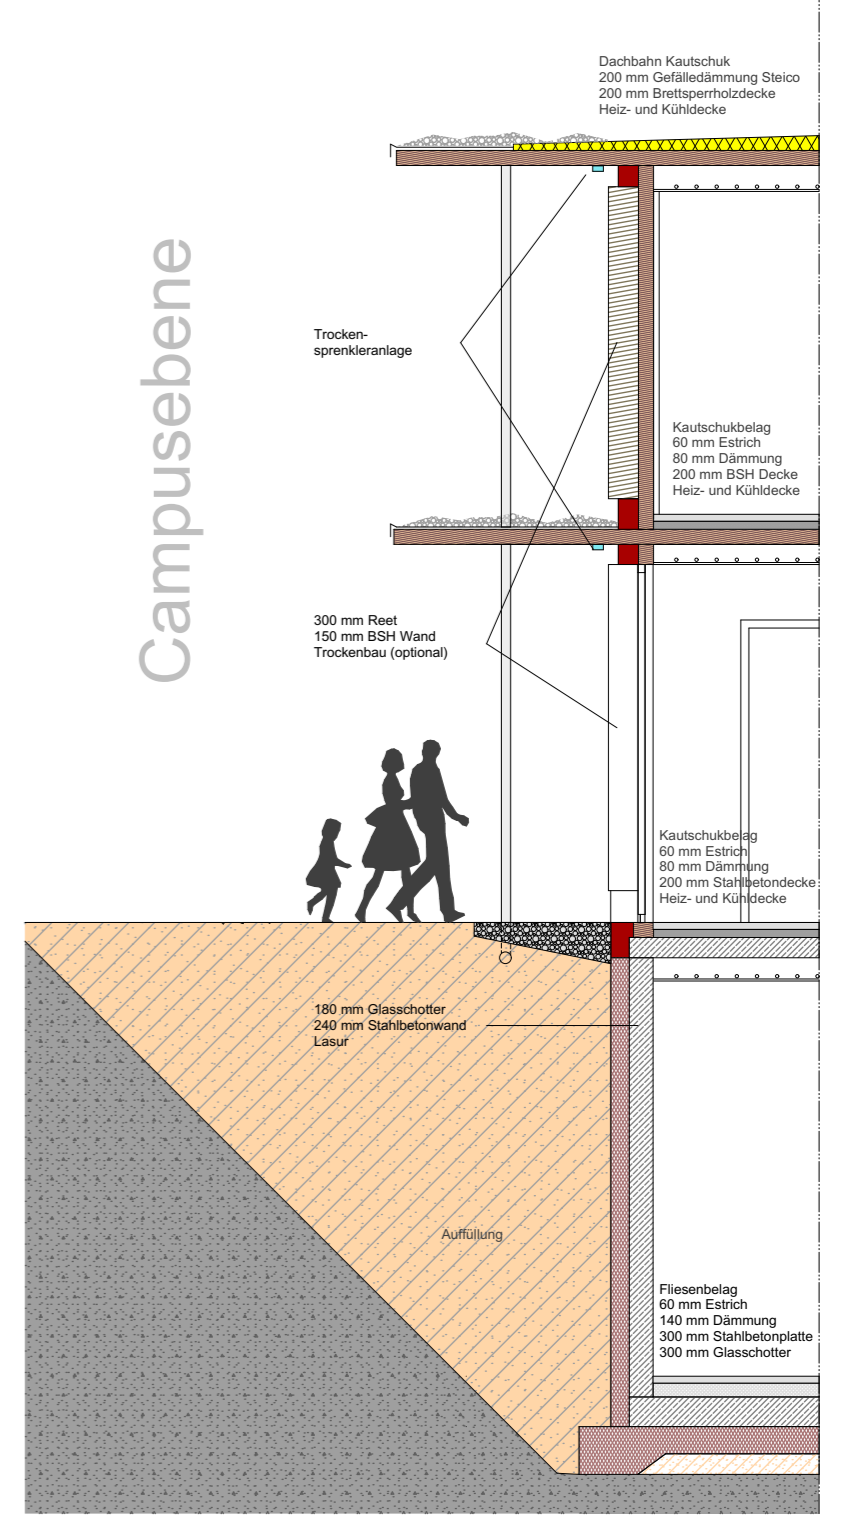 Dachbahn Kautschuk
200 mm Gefälledämmung Steico
200 mm Brettsperrholzdecke
Heiz- und Kühldecke
Campusebene
Trocken-
sprenkleranlage
Kautschukbelag
60 mm Estrich
80 mm Dämmung
200 mm BSH Decke
Heiz- und Kühldecke
300 mm Reet
150 mm BSH Wand
Trockenbau (optional)
Kautschukbelag
60 mm Estrich
80 mm Dämmung
200 mm Stahlbetondecke
Heiz- und Kühldecke
180 mm Glasschotter
240 mm Stahlbetonwand
Lasur
Auffüllung
Fliesenbelag
60 mm Estrich
140 mm Dämmung
300 mm Stahlbetonplatte
300 mm Glasschotter